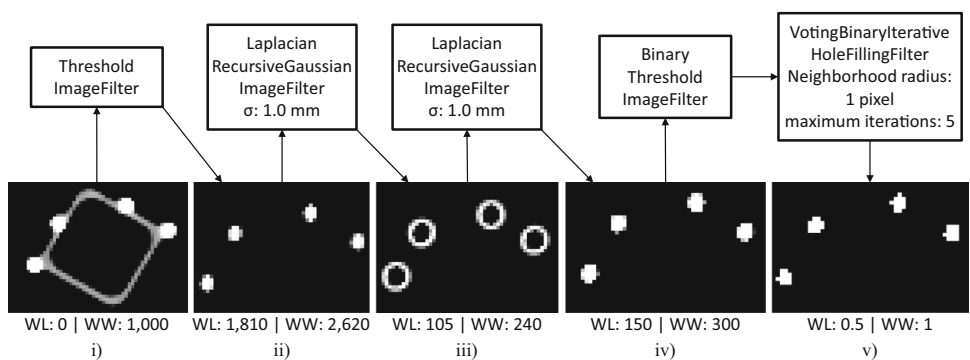 Threshold
ImageFilter
Laplacian
RecursiveGaussian
ImageFilter
σ: 1.0 mm
Laplacian
RecursiveGaussian
ImageFilter
σ: 1.0 mm
Binary
Threshold
ImageFilter
VotingBinaryIterative
HoleFillingFilter
Neighborhood radius:
1 pixel
maximum iterations: 5
WL: 0 | WW: 1,000
WL: 1,810 | WW: 2,620
WL: 105 | WW: 240
WL: 150 | WW: 300
WL: 0.5 | WW: 1
i)
ii)
iii)
iv)
v)